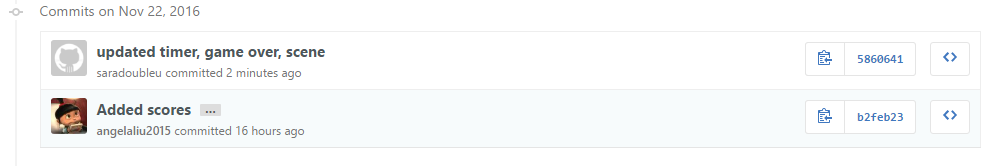 Commits on Nov 22, 2016
updated timer, game over, scene
saradoubleu committed 2 minutes ago
5860641
Added scores ...
angelaliu2015 committed 16 hours ago
b2feb23